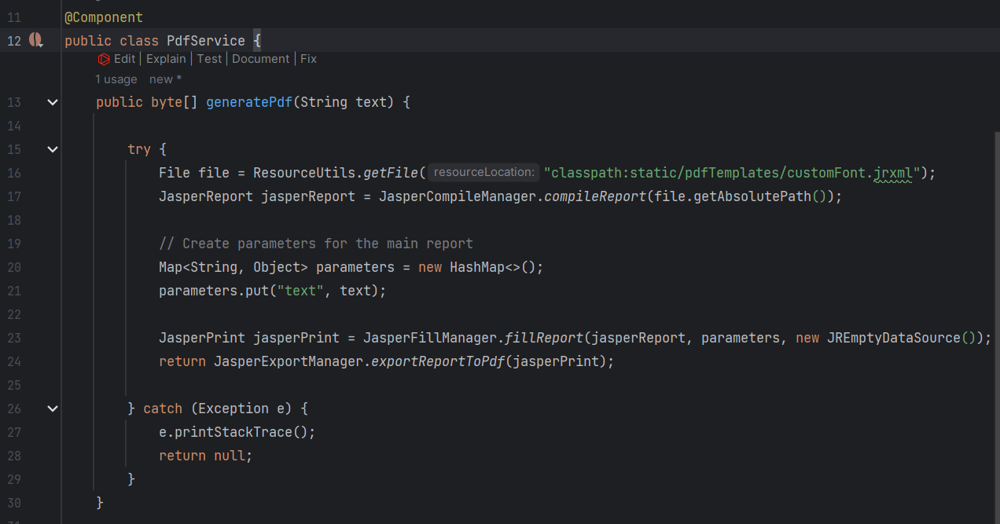 11 @Component
12 public class PdfService {
Edit | Explain | Test | Document | Fix
1 usage new *
13 public byte[] generatePdf(String text) {
14
15 try {
16 File file = ResourceUtils.getFile( resourceLocation: "classpath:static/pdfTemplates/customFont.jrxml");
17 JasperReport jasperReport = JasperCompileManager.compileReport(file.getAbsolutePath());
18
19 // Create parameters for the main report
20 Map<String, Object> parameters = new HashMap<>();
21 parameters.put("text", text);
22
23 JasperPrint jasperPrint = JasperFillManager.fillReport(jasperReport, parameters, new JREmptyDataSource());
24 return JasperExportManager.exportReportToPdf(jasperPrint);
25
26 } catch (Exception e) {
27 e.printStackTrace();
28 return null;
29 }
30 }